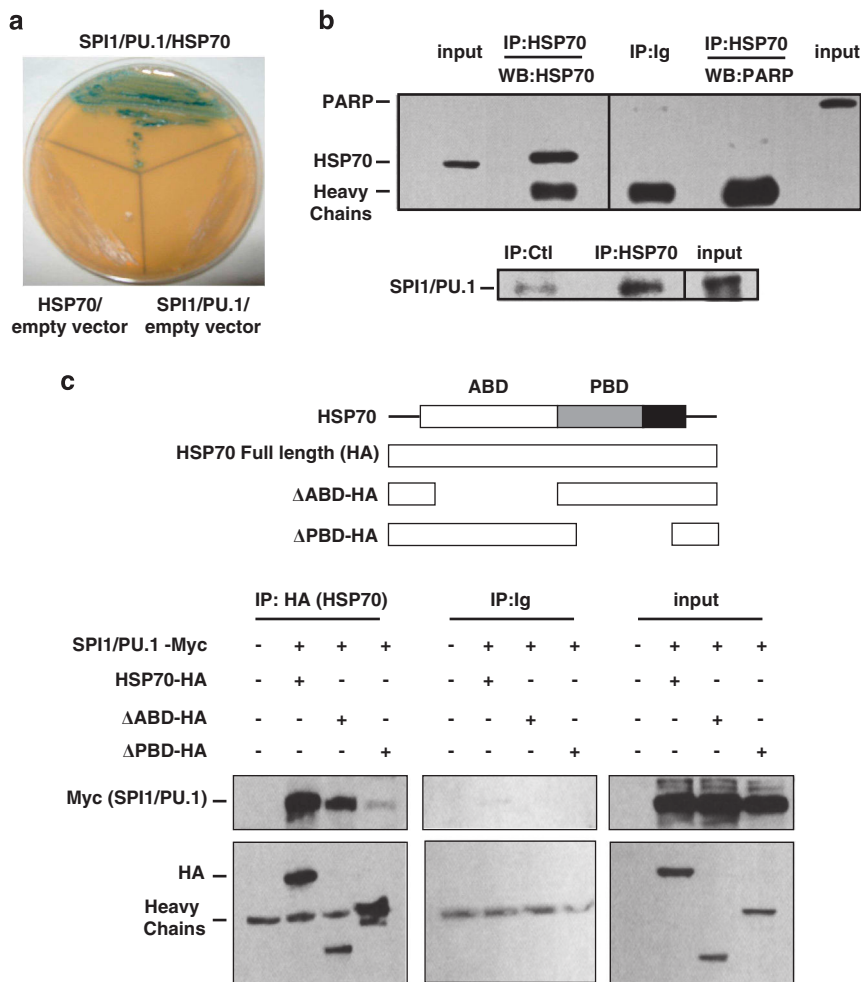 a
SPI1/PU.1/HSP70
HSP70/
empty vector
SPI1/PU.1/
empty vector
b
input
IP:HSP70
WB:HSP70
IP:Ig
IP:HSP70
WB:PARP
input
PARP
HSP70
Heavy
Chains
IP:Ctl IP:HSP70 input
SPI1/PU.1
c
ABD PBD
HSP70
HSP70 Full length (HA)
ΔABD-HA
ΔPBD-HA
IP: HA (HSP70) IP:Ig input
SPI1/PU.1 -Myc - + + + - + + + - + + +
HSP70-HA - + - - - + - - - + - -
ΔABD-HA - - + - - - + - - - + -
ΔPBD-HA - - - + - - - + - - - +
Myc (SPI1/PU.1)
HA
Heavy
Chains